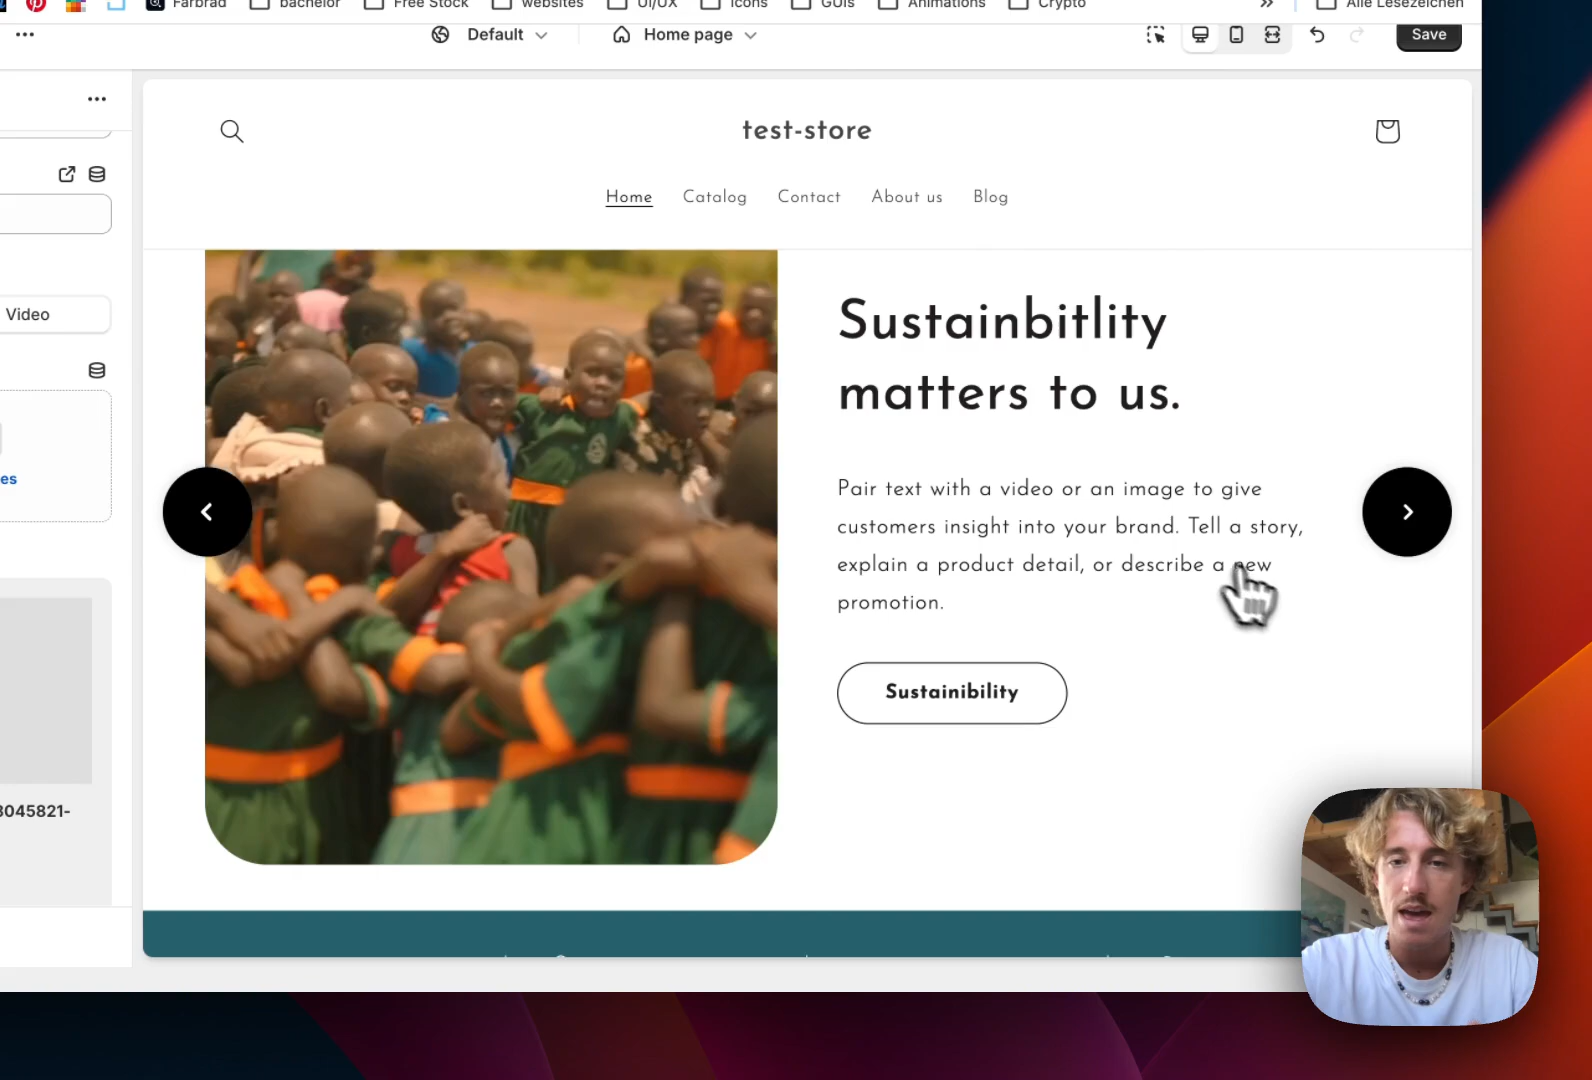 Farbrad bachelor Free Stock websites UI/UX Icons GUIs Animations Crypto Alle Lesezeichen
Default Home page Save
test-store
Home Catalog Contact About us Blog
Video
es
Sustainbitlity
matters to us.
Pair text with a video or an image to give
customers insight into your brand. Tell a story,
explain a product detail, or describe a new
promotion.
Sustainibility
3045821-